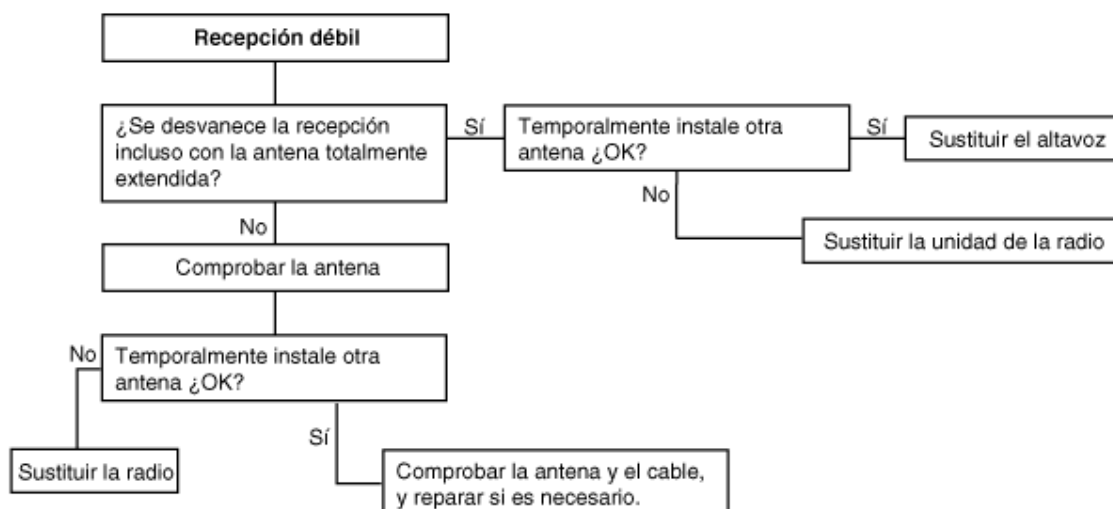 Recepción débil
¿Se desvanece la recepción
incluso con la antena totalmente
extendida?
Sí
Temporalmente instale otra
antena ¿OK?
Sí
Sustituir el altavoz
No
Sustituir la unidad de la radio
No
Comprobar la antena
No
Temporalmente instale otra
antena ¿OK?
Sustituir la radio
Sí
Comprobar la antena y el cable,
y reparar si es necesario.